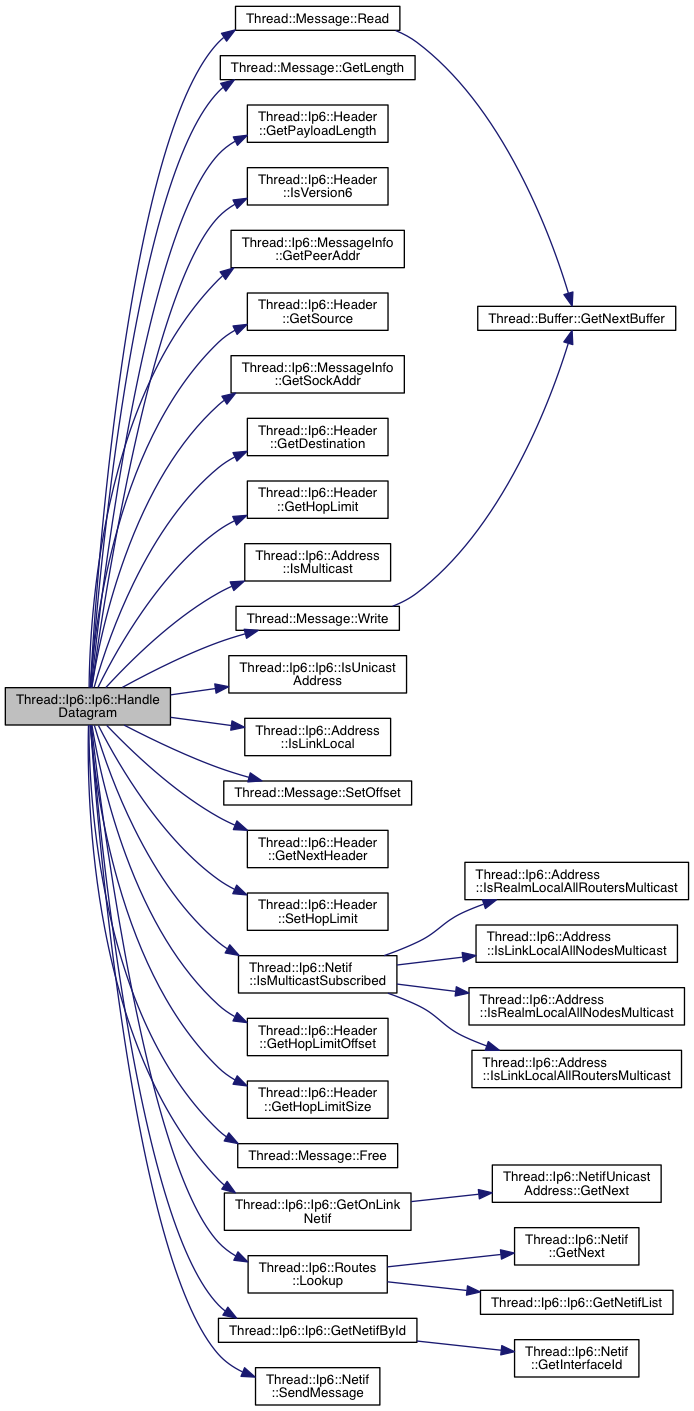 Thread::Message::Read
Thread::Message::GetLength
Thread::Ip6::Header
::GetPayloadLength
Thread::Ip6::Header
::IsVersion6
Thread::Ip6::MessageInfo
::GetPeerAddr
Thread::Ip6::Header
::GetSource
Thread::Buffer::GetNextBuffer
Thread::Ip6::MessageInfo
::GetSockAddr
Thread::Ip6::Header
::GetDestination
Thread::Ip6::Header
::GetHopLimit
Thread::Ip6::Address
::IsMulticast
Thread::Message::Write
Thread::Ip6::Ip6::IsUnicast
Address
Thread::Ip6::Ip6::Handle
Datagram
Thread::Ip6::Address
::IsLinkLocal
Thread::Message::SetOffset
Thread::Ip6::Header
::GetNextHeader
Thread::Ip6::Header
::SetHopLimit
Thread::Ip6::Address
::IsRealmLocalAllRoutersMulticast
Thread::Ip6::Address
::IsLinkLocalAllNodesMulticast
Thread::Ip6::Netif
::IsMulticastSubscribed
Thread::Ip6::Address
::IsRealmLocalAllNodesMulticast
Thread::Ip6::Header
::GetHopLimitOffset
Thread::Ip6::Address
::IsLinkLocalAllRoutersMulticast
Thread::Ip6::Header
::GetHopLimitSize
Thread::Message::Free
Thread::Ip6::Ip6::GetOnLink
Netif
Thread::Ip6::NetifUnicast
Address::GetNext
Thread::Ip6::Routes
::Lookup
Thread::Ip6::Netif
::GetNext
Thread::Ip6::Ip6::GetNetifList
Thread::Ip6::Ip6::GetNetifById
Thread::Ip6::Netif
::GetInterfaceId
Thread::Ip6::Netif
::SendMessage